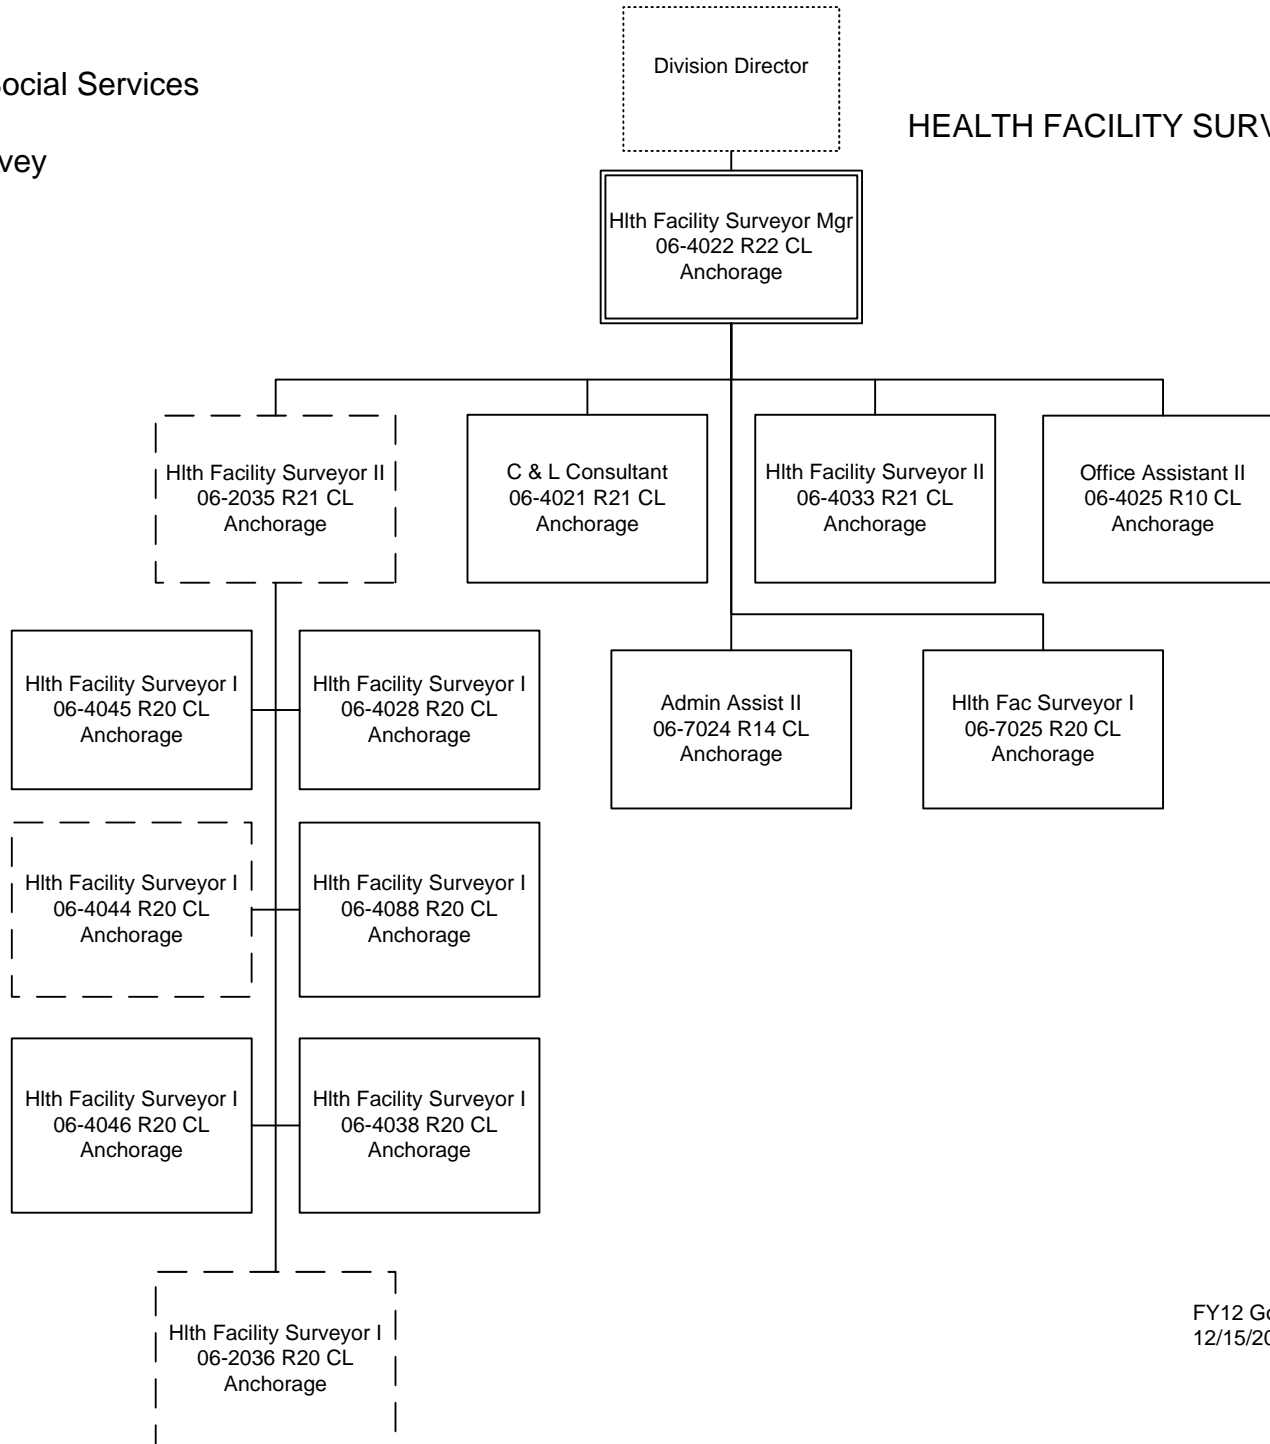 Social Services
vey
Division Director
HEALTH FACILITY SURV
Hlth Facility Surveyor Mgr
06-4022 R22 CL
Anchorage
Hlth Facility Surveyor II
06-2035 R21 CL
Anchorage
C & L Consultant
06-4021 R21 CL
Anchorage
Hlth Facility Surveyor II
06-4033 R21 CL
Anchorage
Office Assistant II
06-4025 R10 CL
Anchorage
Hlth Facility Surveyor I
06-4045 R20 CL
Anchorage
Hlth Facility Surveyor I
06-4028 R20 CL
Anchorage
Admin Assist II
06-7024 R14 CL
Anchorage
Hlth Fac Surveyor I
06-7025 R20 CL
Anchorage
Hlth Facility Surveyor I
06-4044 R20 CL
Anchorage
Hlth Facility Surveyor I
06-4088 R20 CL
Anchorage
Hlth Facility Surveyor I
06-4046 R20 CL
Anchorage
Hlth Facility Surveyor I
06-4038 R20 CL
Anchorage
Hlth Facility Surveyor I
06-2036 R20 CL
Anchorage
FY12 Go
12/15/20